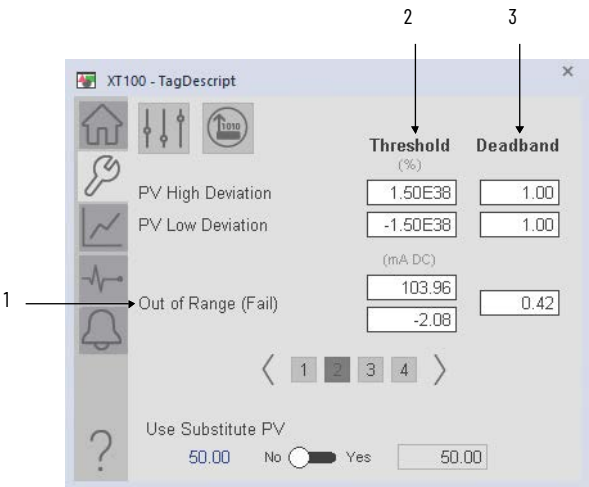 2 3
XT100 - TagDescript ×
1010
Threshold Deadband
(%)
PV High Deviation 1.50E38 1.00
PV Low Deviation -1.50E38 1.00
(mA DC)
103.96
1 Out of Range (Fail) 0.42
-2.08
1 2 3 4
Use Substitute PV
50.00 No Yes 50.00
?